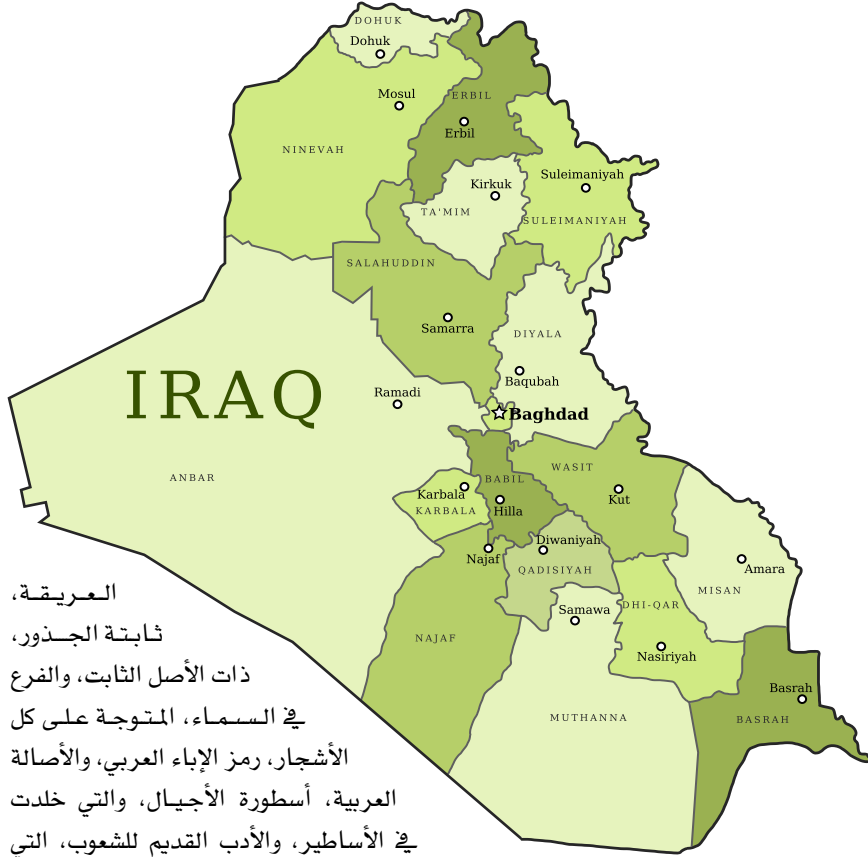 DOHUK
Dohuk
Mosul
ERBIL
Erbil
NINEVAH
Suleimaniyah
Kirkuk
TA'MIM
SULEIMANIYAH
SALAHUDDIN
Samarra
DIYALA
IRAQ
Baqubah
Ramadi
Baghdad
ANBAR
WASIT
BABIL
Karbala
Kut
KARBALA
Hilla
Diwaniyah
Najaf
QADISIYAH
Amara
MISAN
Samawa
DHI-QAR
NAJAF
Nasiriyah
Basrah
MUTHANNA
BASRAH
العريقة،
ثابتة الجذور،
ذات الأصل الثابت، والفرع
في السماء، المتوجة على كل
الأشجار، رمز الإباء العربي، والأصالة
العربية، أسطورة الأجيال، والتي خلدت
في الأساطير، والأدب القديم للشعوب، التي